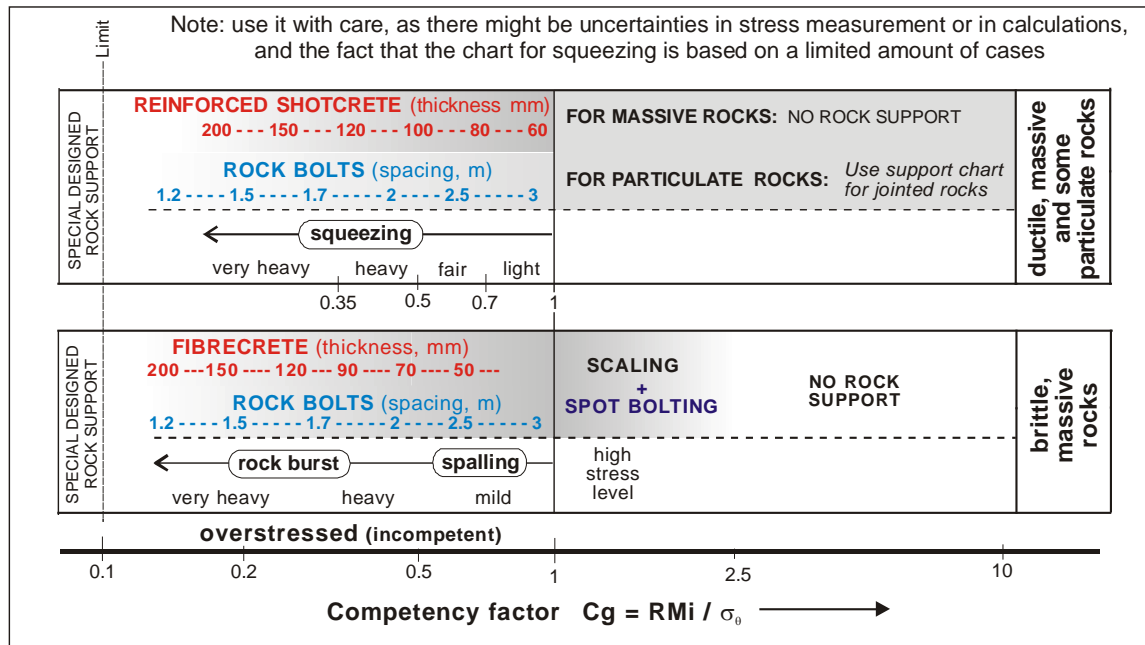 Note: use it with care, as there might be uncertainties in stress measurement or in calculations,
and the fact that the chart for squeezing is based on a limited amount of cases
Limit
SPECIAL DESIGNED
ROCK SUPPORT
REINFORCED SHOTCRETE (thickness mm)
200 --- 150 ---- 120 ---- 100 ---- 80 ---- 60
ROCK BOLTS (spacing, m)
1.2 ---- 1.5 ----- 1.7 ------ 2 ---- 2.5 ----- 3
squeezing
very heavy heavy fair light
0.35 0.5 0.7 1
FOR MASSIVE ROCKS: NO ROCK SUPPORT
FOR PARTICULATE ROCKS: Use support chart
for jointed rocks
ductile, massive
and some
particulate rocks
SPECIAL DESIGNED
ROCK SUPPORT
FIBRECRETE (thickness, mm)
200 ---150 ---- 120 ---- 90 ---- 70 ---- 50 ---
ROCK BOLTS (spacing, m)
1.2 ---- 1.5 ----- 1.7 ------ 2 ---- 2.5 ----- 3
rock burst spalling
very heavy heavy mild
SCALING
+
SPOT BOLTING
high
stress
level
NO ROCK
SUPPORT
brittle,
massive
rocks
overstressed (incompetent)
0.1 0.2 0.5 1 2.5 10
Competency factor Cg = RMi / σθ